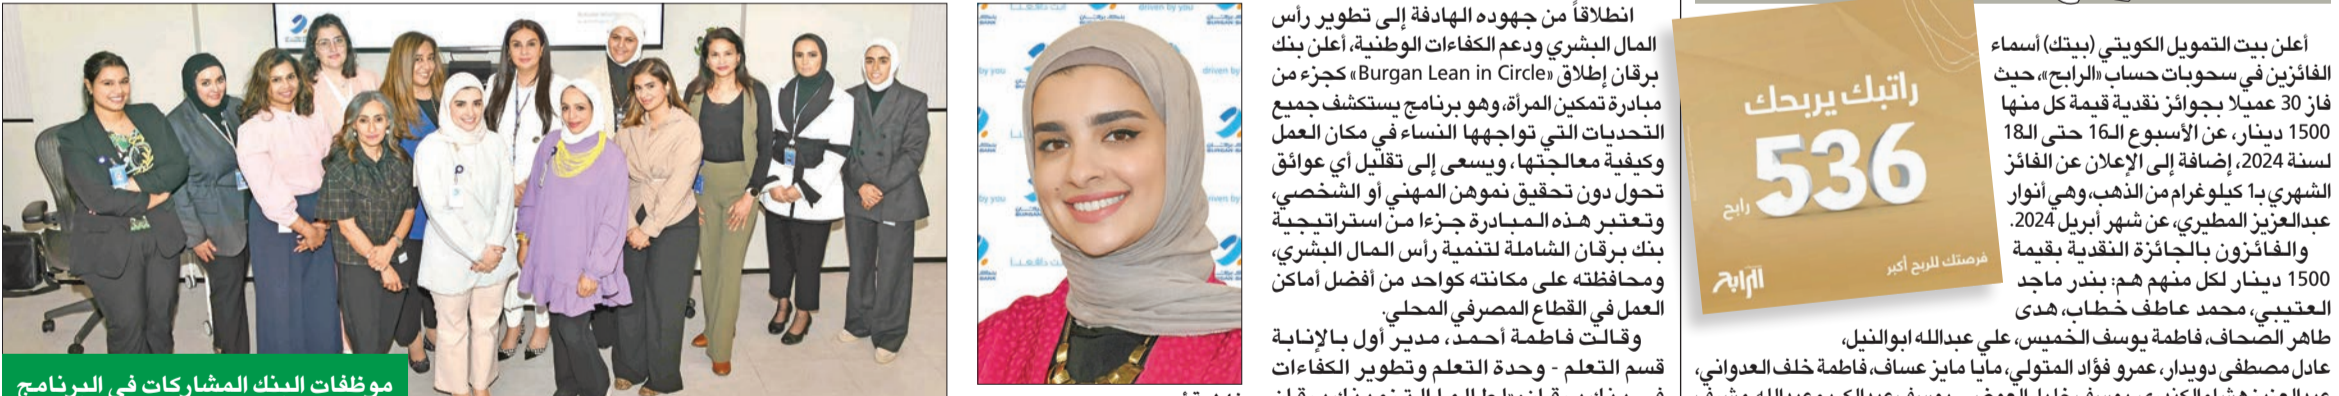 أعلن بيت التمويل الكويتي (بيتك) أسماء
الفائزين في سحوبات حساب «الرابح»، حيث
فاز 30 عميلا بجوائز نقدية قيمة كل منها
1500 دينار، عن الأسبوع الـ16 حتى الـ18
لسنة 2024، إضافة إلى الإعلان عن الفائز
الشهري بـ1 كيلوغرام من الذهب، وهي أنوار
عبدالعزيز المطيري، عن شهر أبريل 2024.
والفائزون بالجائزة النقدية بقيمة
1500 دينار لكل منهم هم: بندر ماجد
العتيبي، محمد عاطف خطاب، هدى
طاهر الصحاف، فاطمة يوسف الخميس، علي عبدالله ابوالنيل،
عادل مصطفى دويدار، عمرو فؤاد المتولي، مايا مايز عساف، فاطمة خلف العدواني،
راتبك يربحك
536
رابح
فرصتك للربح أكبر
الرابح
انطلاقاً من جهوده الهادفة إلى تطوير رأس
المال البشري ودعم الكفاءات الوطنية، أعلن بنك
برقان إطلاق «Burgan Lean in Circle» كجزء من
مبادرة تمكين المرأة، وهو برنامج يستكشف جميع
التحديات التي تواجهها النساء في مكان العمل
وكيفية معالجتها، ويسعى إلى تقليل أي عوائق
تحول دون تحقيق نموهن المهني أو الشخصي،
وتعتبر هذه المبادرة جزءا من استراتيجية
بنك برقان الشاملة لتنمية رأس المال البشري،
ومحافظته على مكانته كواحد من أفضل أماكن
العمل في القطاع المصرفي المحلي.
وقالت فاطمة أحمد، مدير أول بالإنابة
قسم التعلم - وحدة التعلم وتطوير الكفاءات
driven by you
موظفات البنك المشاركات في البرنامج